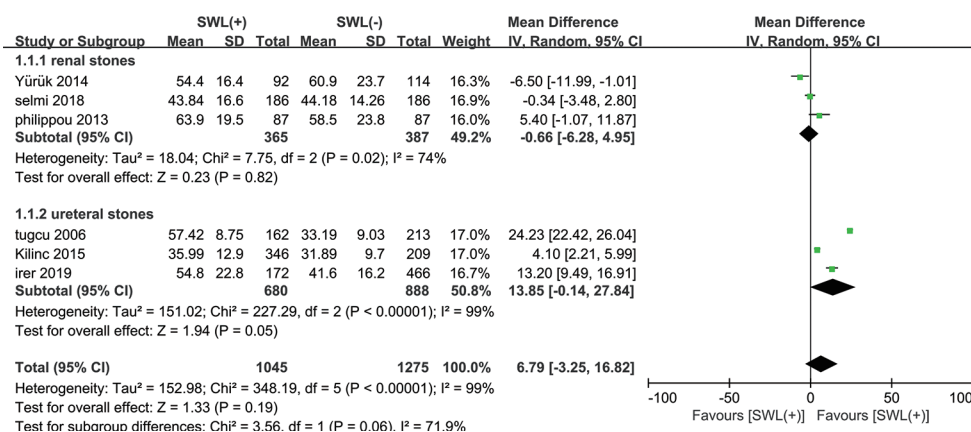 SWL(+) SWL(-) Mean Difference Mean Difference
Study or Subgroup Mean SD Total Mean SD Total Weight IV, Random, 95% CI IV, Random, 95% CI
1.1.1 renal stones
Yürük 2014 54.4 16.4 92 60.9 23.7 114 16.3% -6.50 [-11.99, -1.01]
selmi 2018 43.84 16.6 186 44.18 14.26 186 16.9% -0.34 [-3.48, 2.80]
philippou 2013 63.9 19.5 87 58.5 23.8 87 16.0% 5.40 [-1.07, 11.87]
Subtotal (95% CI) 365 387 49.2% -0.66 [-6.28, 4.95]
Heterogeneity: Tau² = 18.04; Chi² = 7.75, df = 2 (P = 0.02); I² = 74%
Test for overall effect: Z = 0.23 (P = 0.82)
1.1.2 ureteral stones
tugcu 2006 57.42 8.75 162 33.19 9.03 213 17.0% 24.23 [22.42, 26.04]
Kilinc 2015 35.99 12.9 346 31.89 9.7 209 17.0% 4.10 [2.21, 5.99]
irer 2019 54.8 22.8 172 41.6 16.2 466 16.7% 13.20 [9.49, 16.91]
Subtotal (95% CI) 680 888 50.8% 13.85 [-0.14, 27.84]
Heterogeneity: Tau² = 151.02; Chi² = 227.29, df = 2 (P < 0.00001); I² = 99%
Test for overall effect: Z = 1.94 (P = 0.05)
Total (95% CI) 1045 1275 100.0% 6.79 [-3.25, 16.82]
Heterogeneity: Tau² = 152.98; Chi² = 348.19, df = 5 (P < 0.00001); I² = 99%
-100 -50 0 50 100
Test for overall effect: Z = 1.33 (P = 0.19)
Favours [SWL(+)] Favours [SWL(+)]
Test for subgroup differences: Chi² = 3.56, df = 1 (P = 0.06), I² = 71.9%